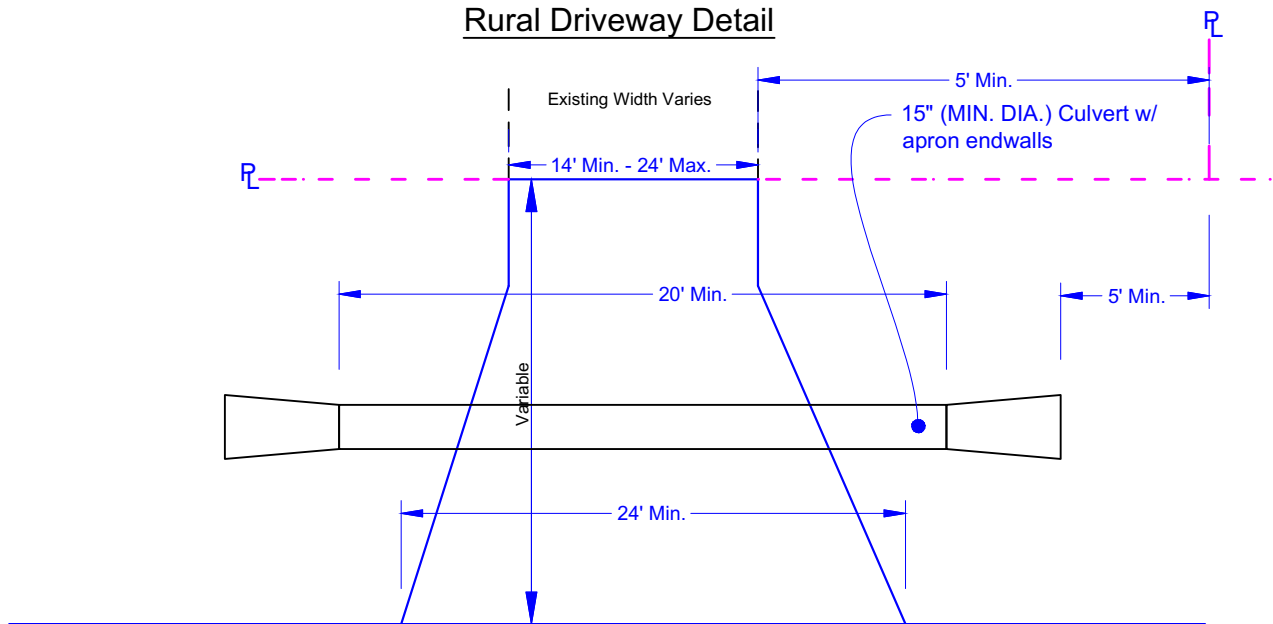 Rural Driveway Detail
PL
5' Min.
Existing Width Varies
15" (MIN. DIA.) Culvert w/
apron endwalls
14' Min. - 24' Max.
PL
20' Min.
5' Min.
Variable
24' Min.